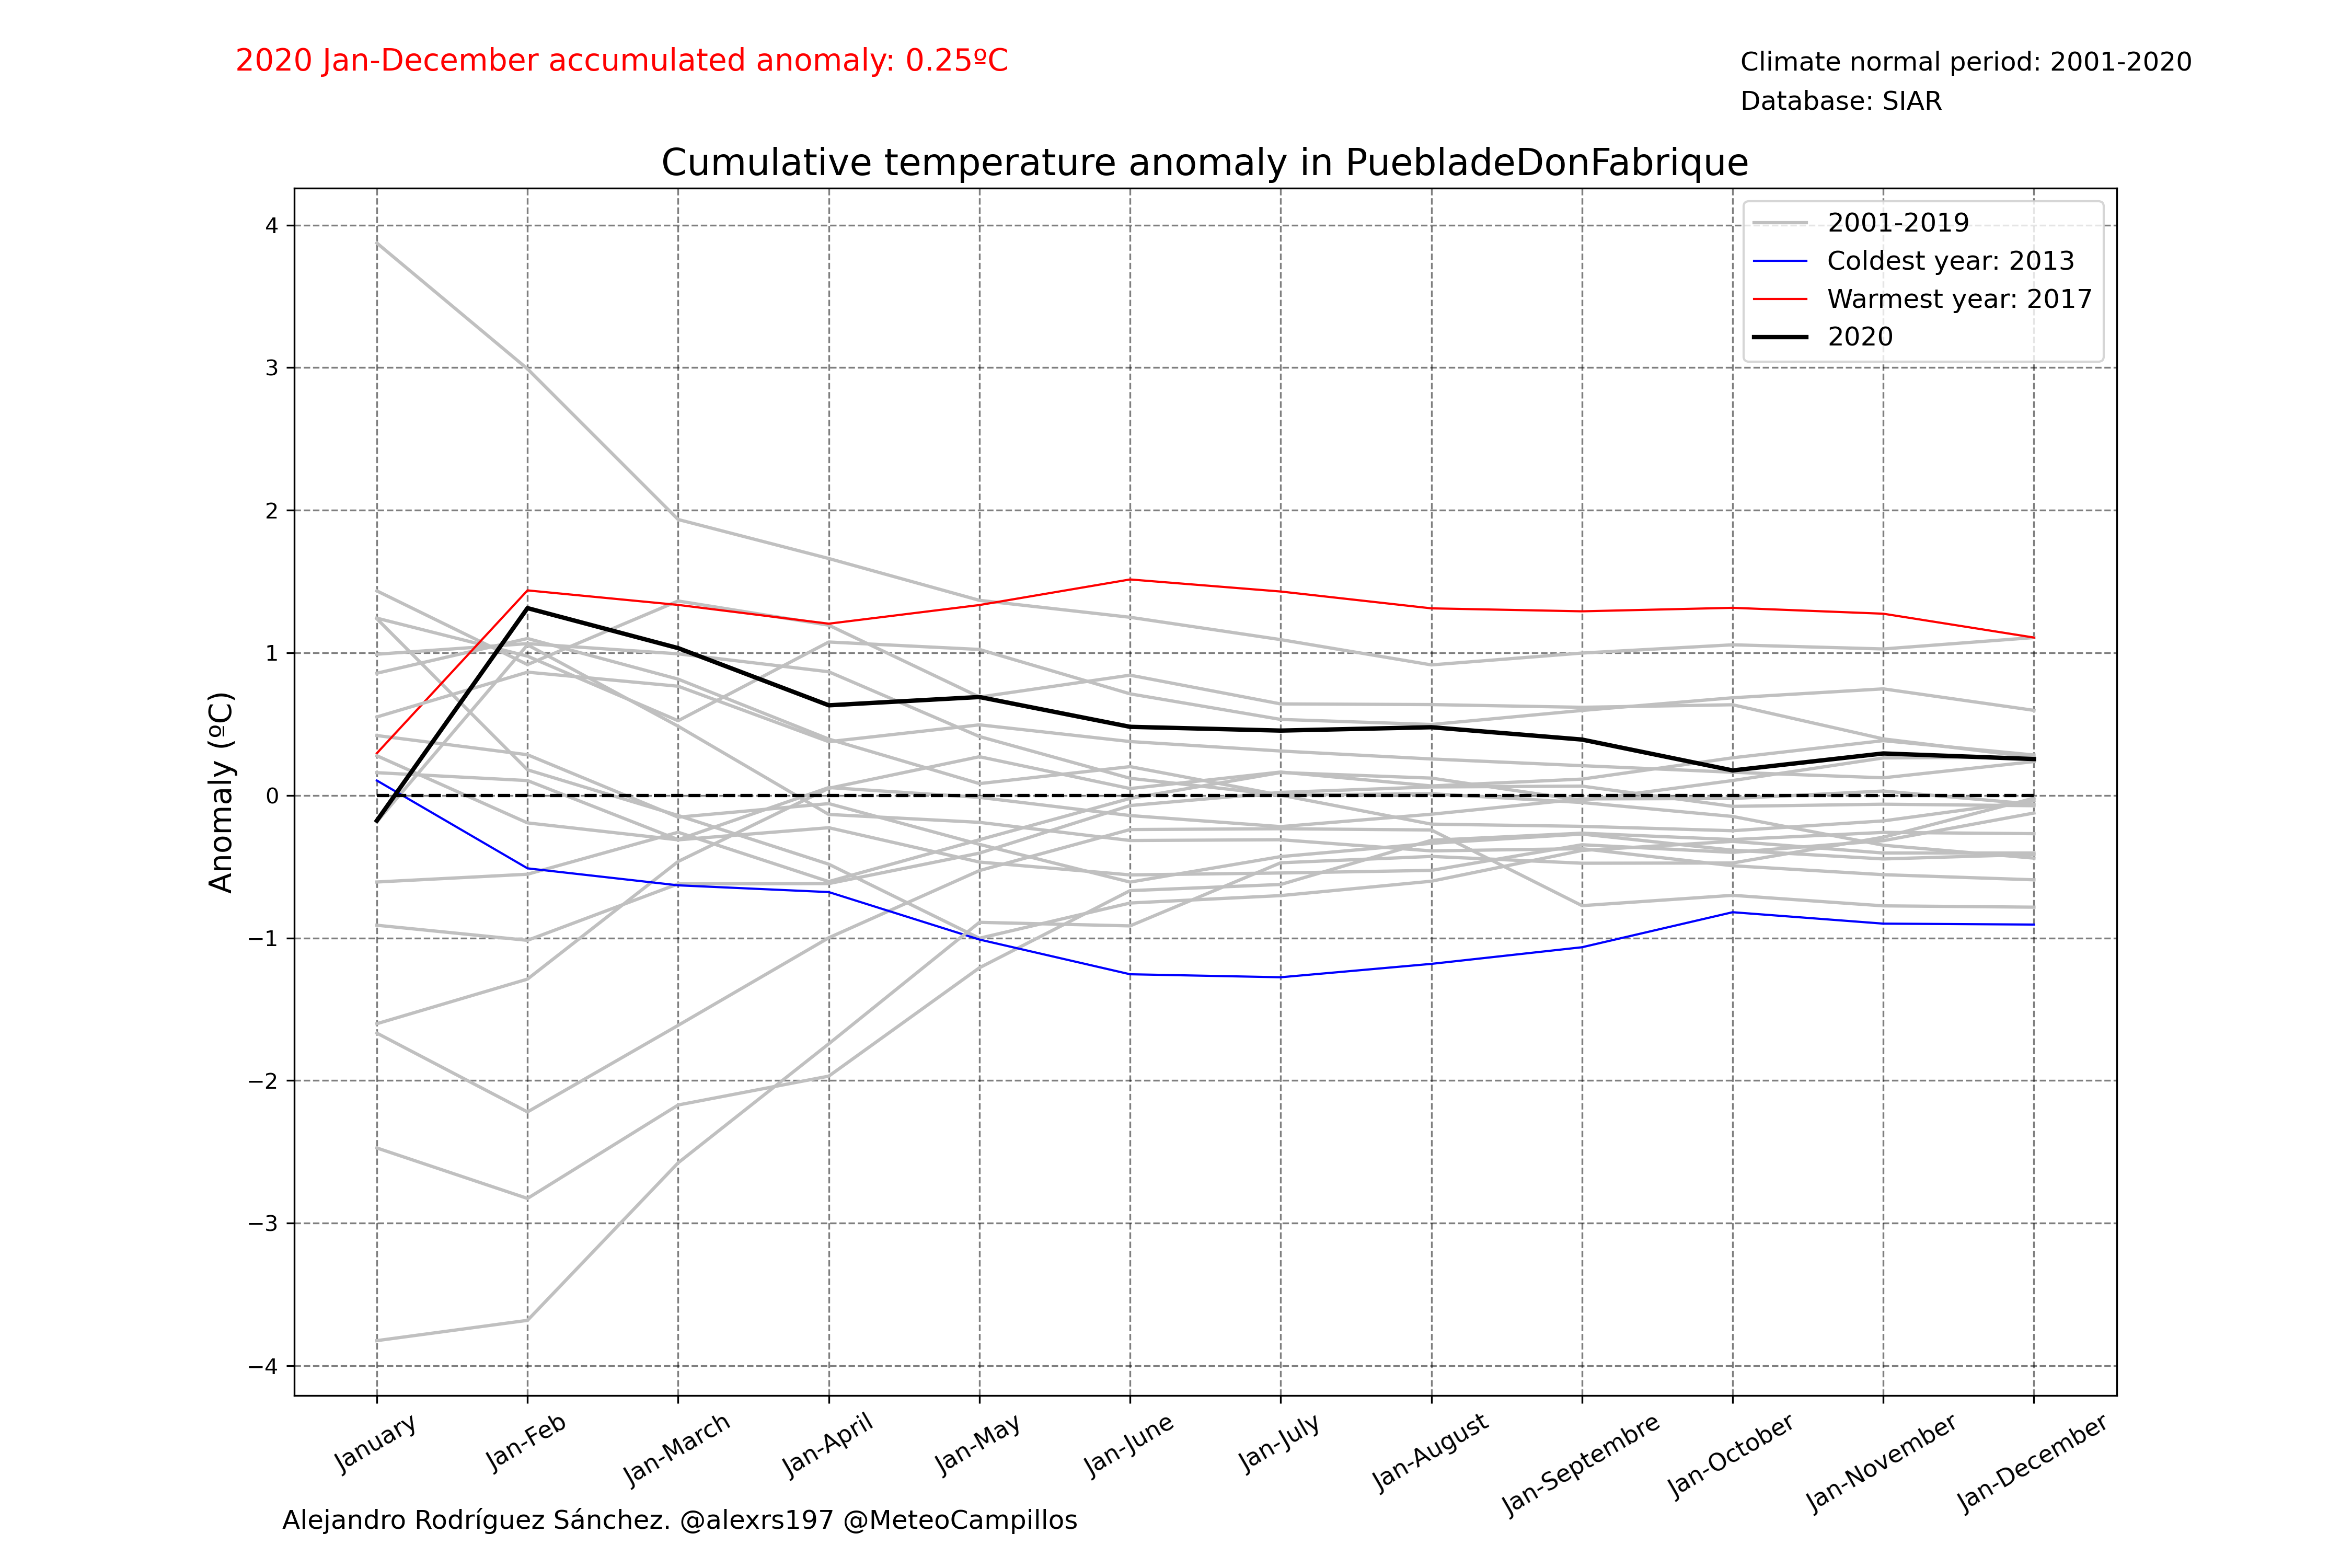 2020 Jan-December accumulated anomaly: 0.25ºC
Climate normal period: 2001-2020
Database: SIAR
Cumulative temperature anomaly in PuebladeDonFabrique
Anomaly (ºC)
4
3
2
1
0
−1
−2
−3
−4
2001-2019
Coldest year: 2013
Warmest year: 2017
2020
January
Jan-Feb
Jan-March
Jan-April
Jan-May
Jan-June
Jan-July
Jan-August
Jan-Septembre
Jan-October
Jan-November
Jan-December
Alejandro Rodríguez Sánchez. @alexrs197 @MeteoCampillos